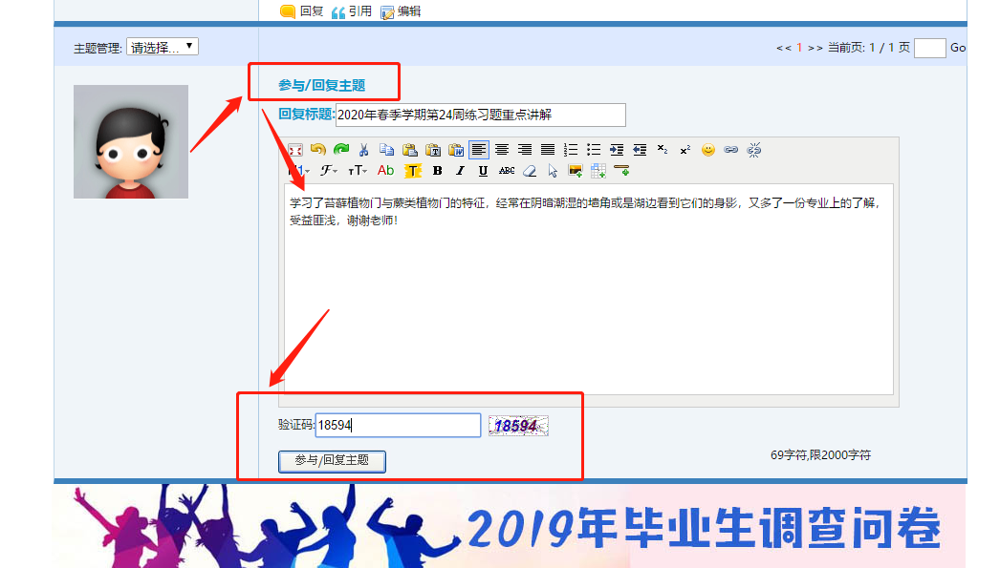 回复 引用 编辑
主题管理: 请选择... ▼
<< 1 >> 当前页: 1 / 1 页 Go
参与/回复主题
回复标题: 2020年春季学期第24周练习题重点讲解
ABC
Ab T B I U ABC
学习了苔藓植物门与蕨类植物门的特征，经常在阴暗潮湿的墙角或是湖边看到它们的身影，又多了一份专业上的了解，
受益匪浅，谢谢老师！
验证码: 18594 18594
参与/回复主题
69字符,限2000字符
2019年毕业生调查问卷